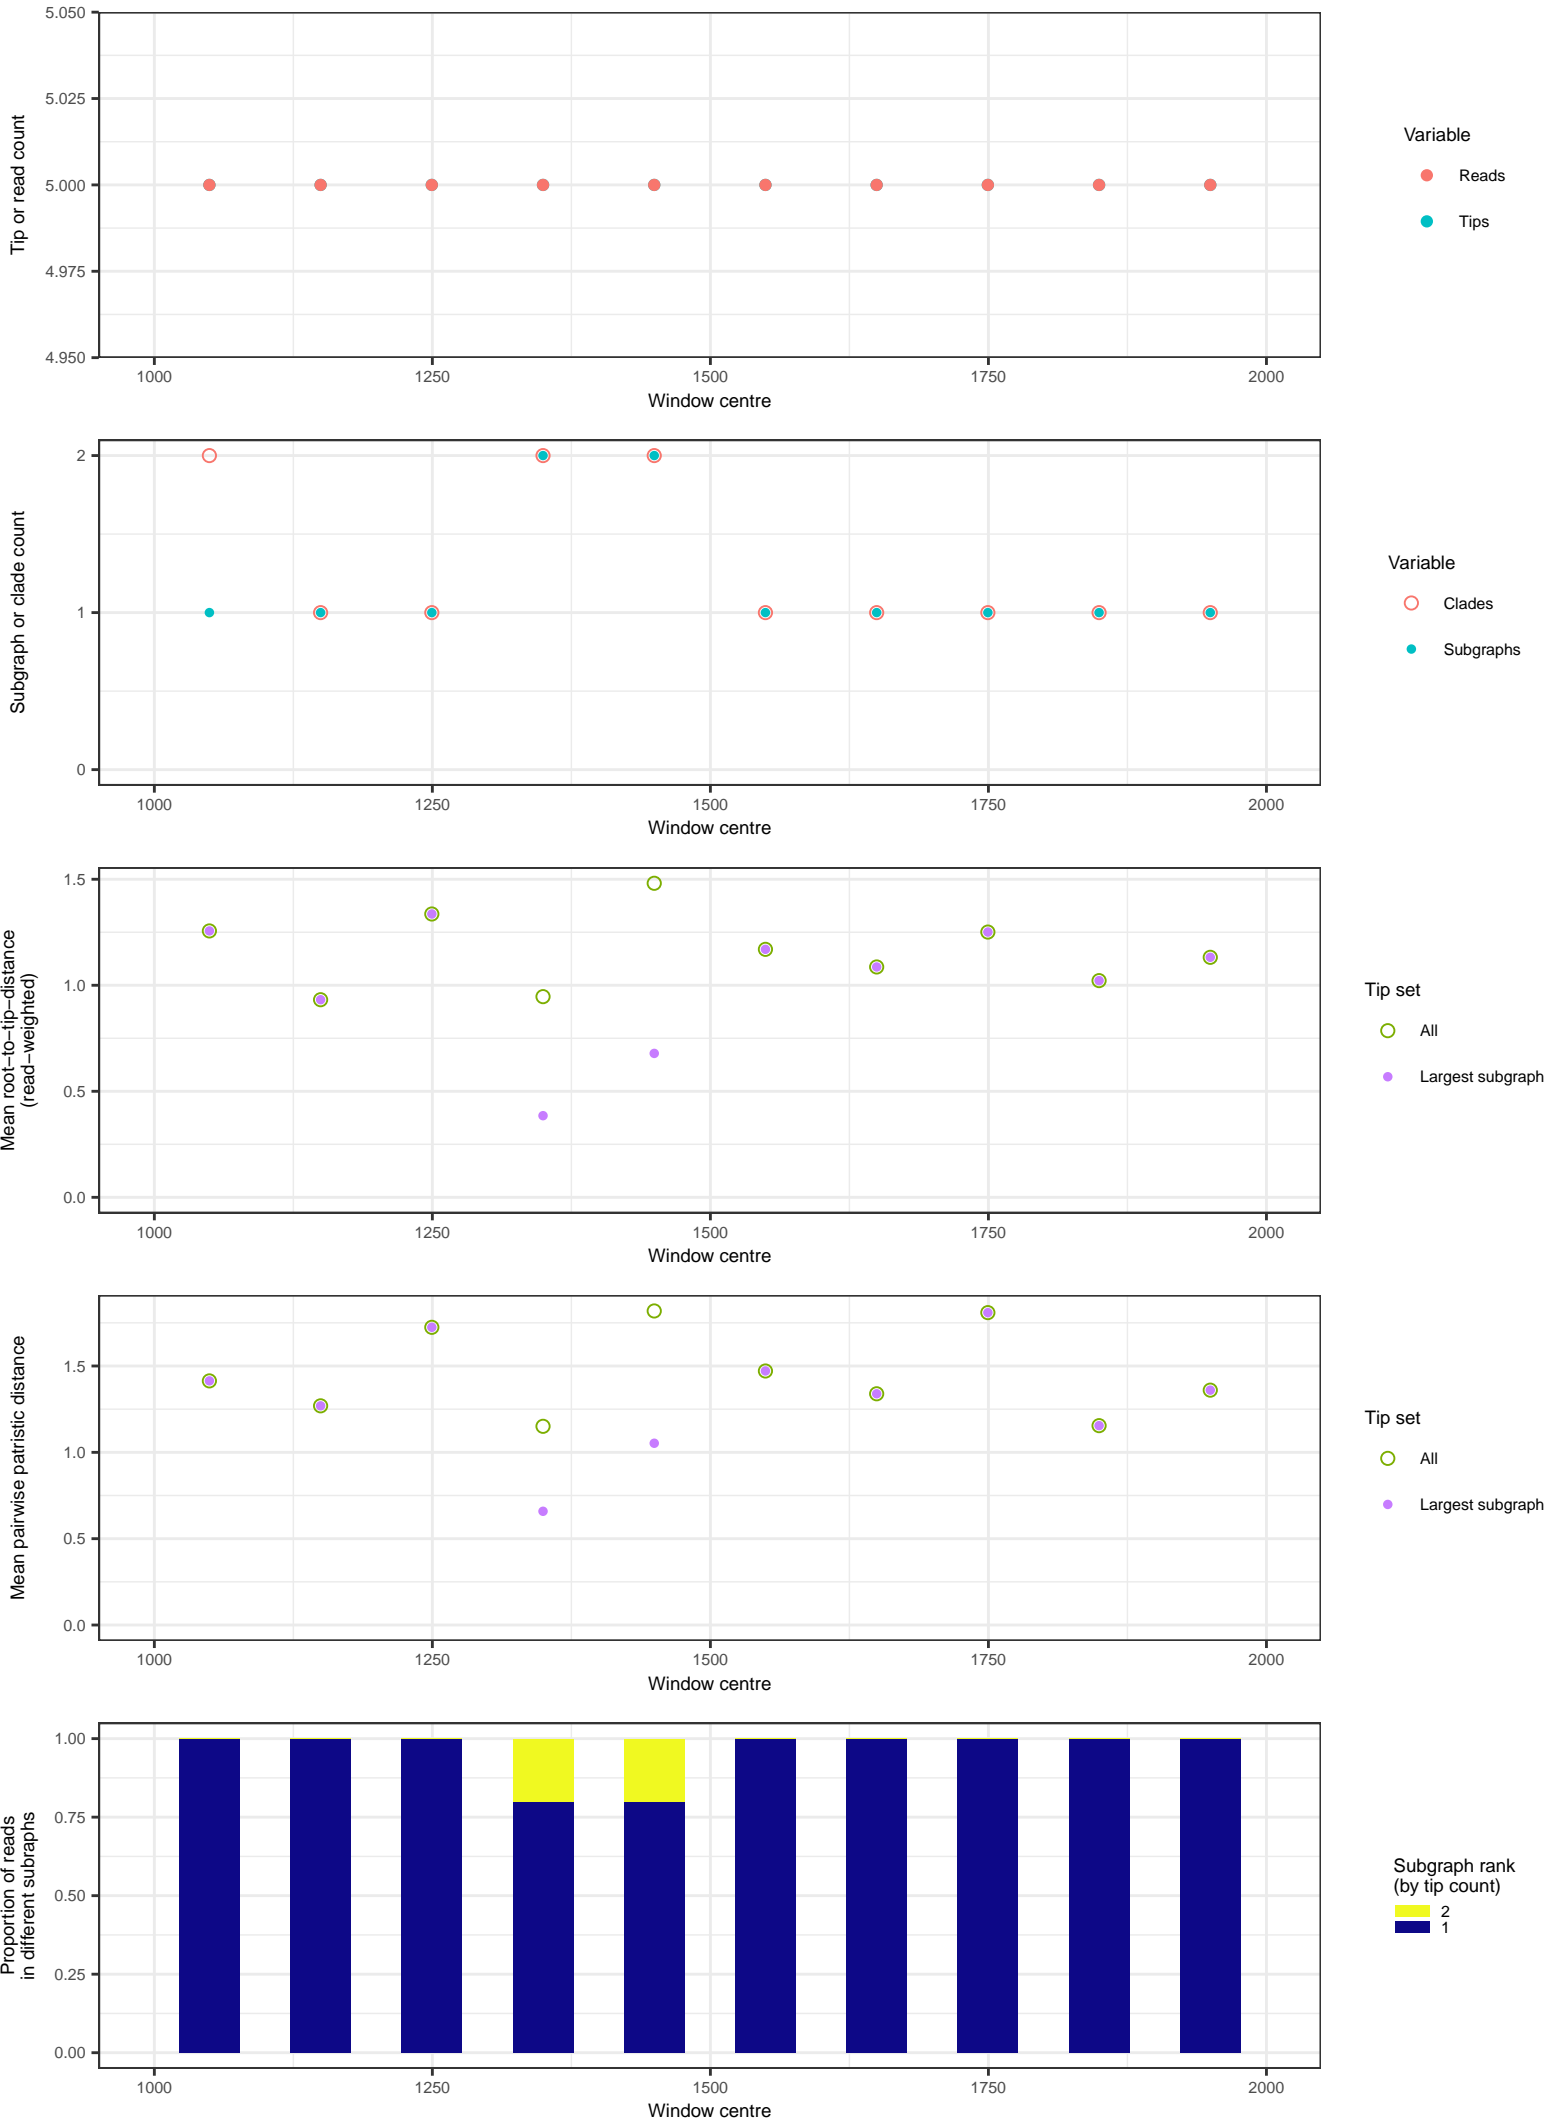 5.050
5.025
5.000
4.975
4.950
Tip or read count
1000 1250 1500 1750 2000
Window centre
Variable
Reads
Tips
2
1
0
Subgraph or clade count
1000 1250 1500 1750 2000
Window centre
Variable
Clades
Subgraphs
1.5
1.0
0.5
0.0
Mean root−to−tip−distance
(read−weighted)
1000 1250 1500 1750 2000
Window centre
Tip set
All
Largest subgraph
1.5
1.0
0.5
0.0
Mean pairwise patristic distance
1000 1250 1500 1750 2000
Window centre
Tip set
All
Largest subgraph
1.00
0.75
0.50
0.25
0.00
Proportion of reads
in different subraphs
1000 1250 1500 1750 2000
Window centre
Subgraph rank
(by tip count)
2
1